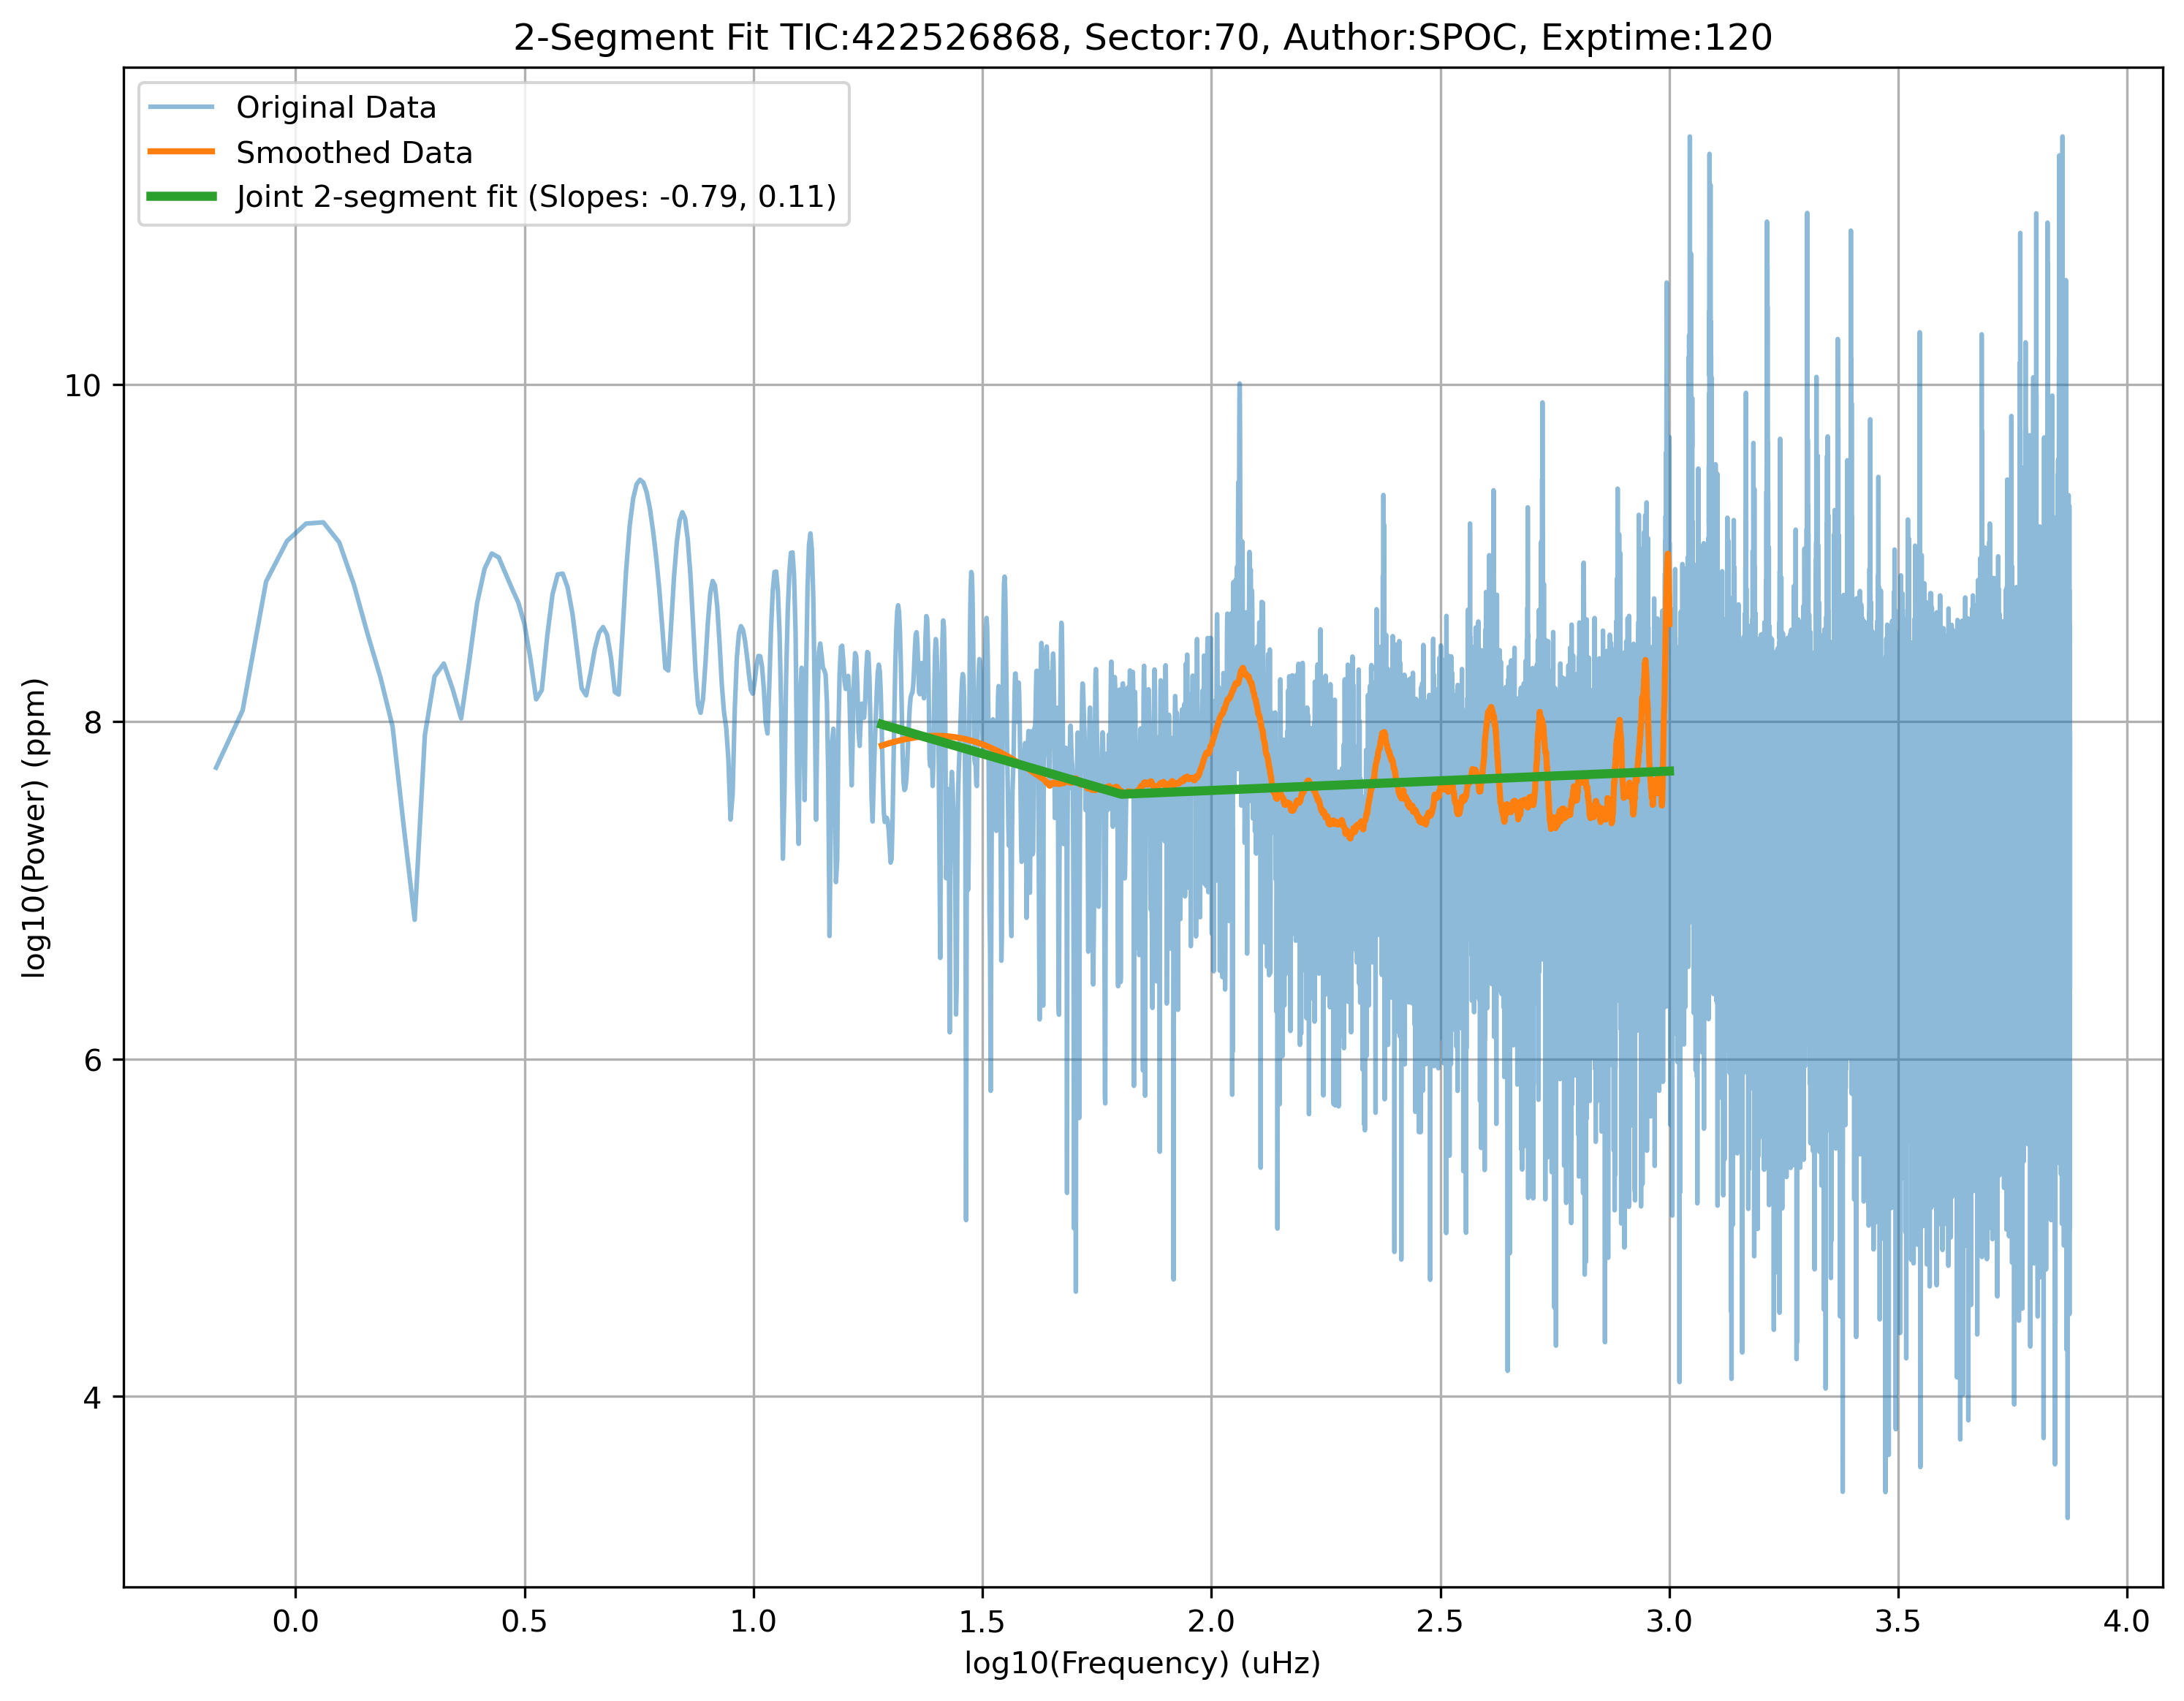 2-Segment Fit TIC:422526868, Sector:70, Author:SPOC, Exptime:120
Original Data
Smoothed Data
Joint 2-segment fit (Slopes: -0.79, 0.11)
log10(Power) (ppm)
10
8
6
4
0.0 0.5 1.0 1.5 2.0 2.5 3.0 3.5 4.0
log10(Frequency) (uHz)